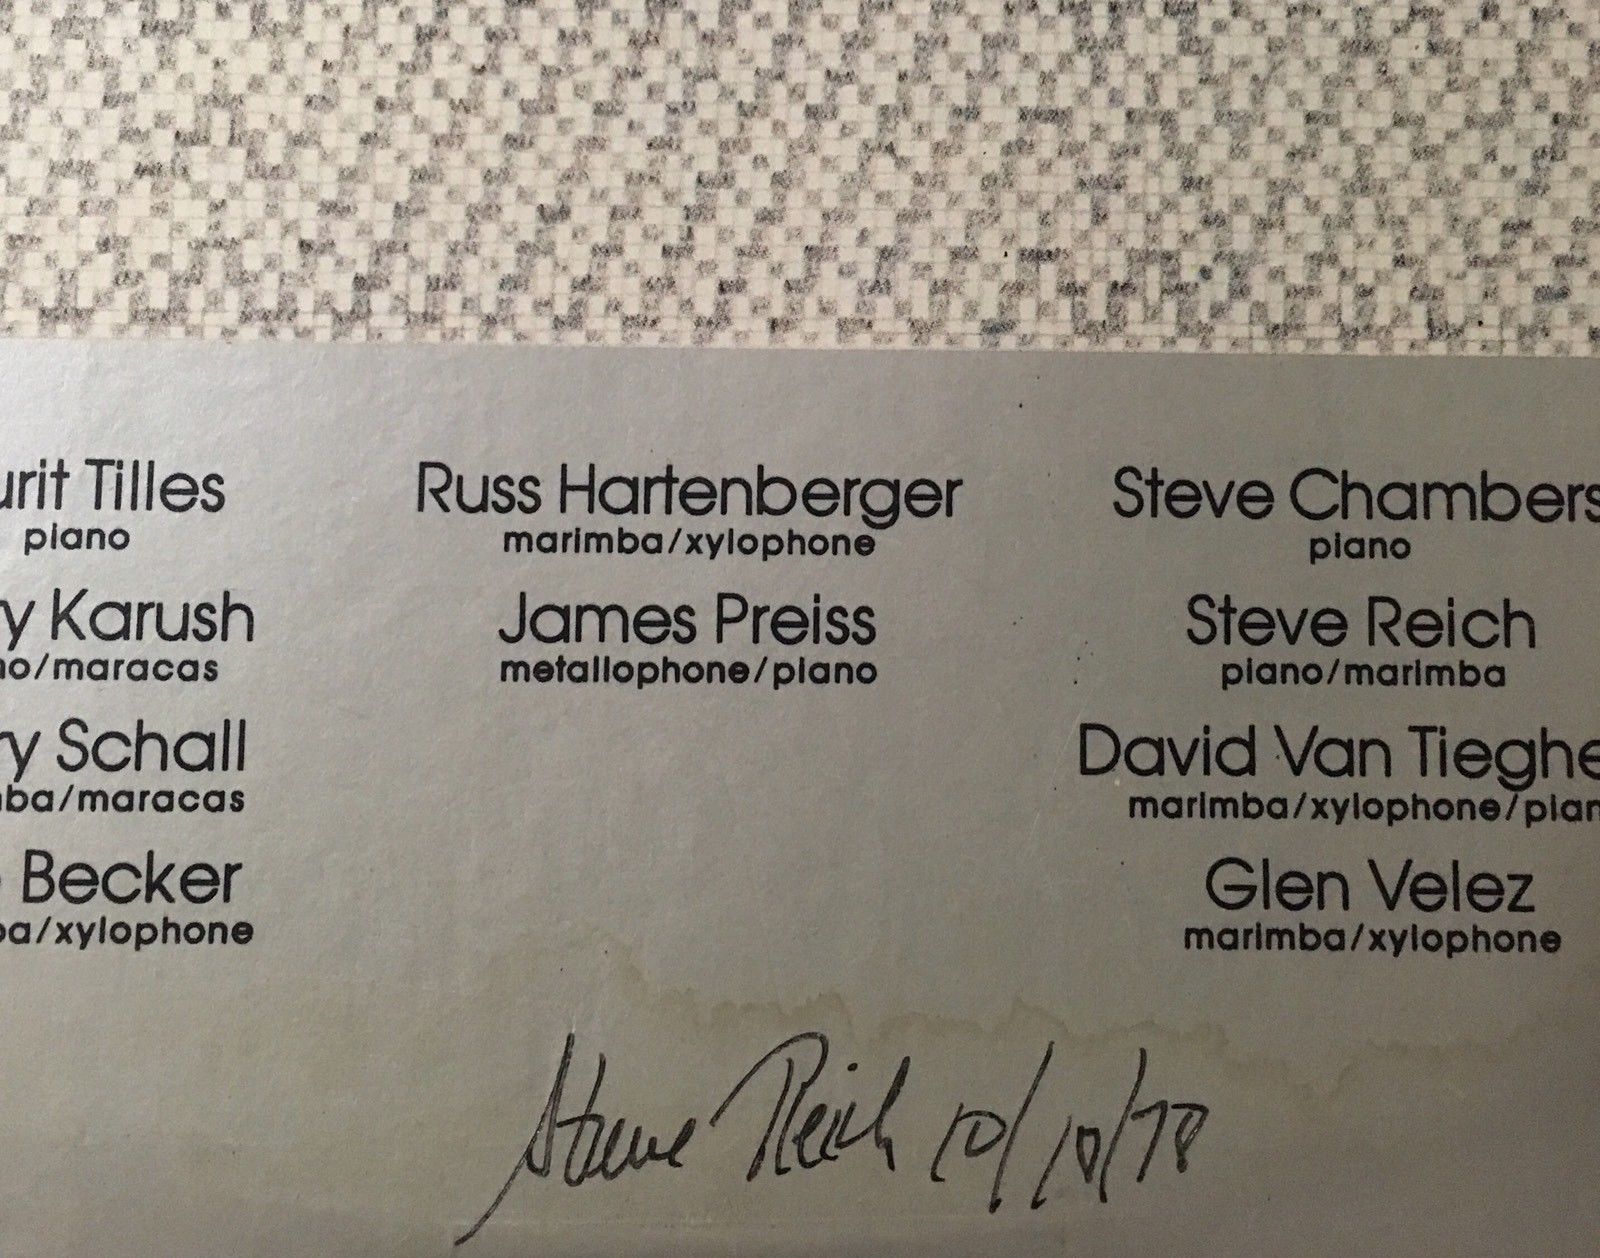 urit Tilles
piano
y Karush
no/maracas
ry Schall
ba/maracas
Becker
ba/xylophone
Russ Hartenberger
marimba/xylophone
James Preiss
metallophone/piano
Steve Chambers
piano
Steve Reich
piano/marimba
David Van Tieghe
marimba/xylophone/pian
Glen Velez
marimba/xylophone
Steve Reich 10/10/78